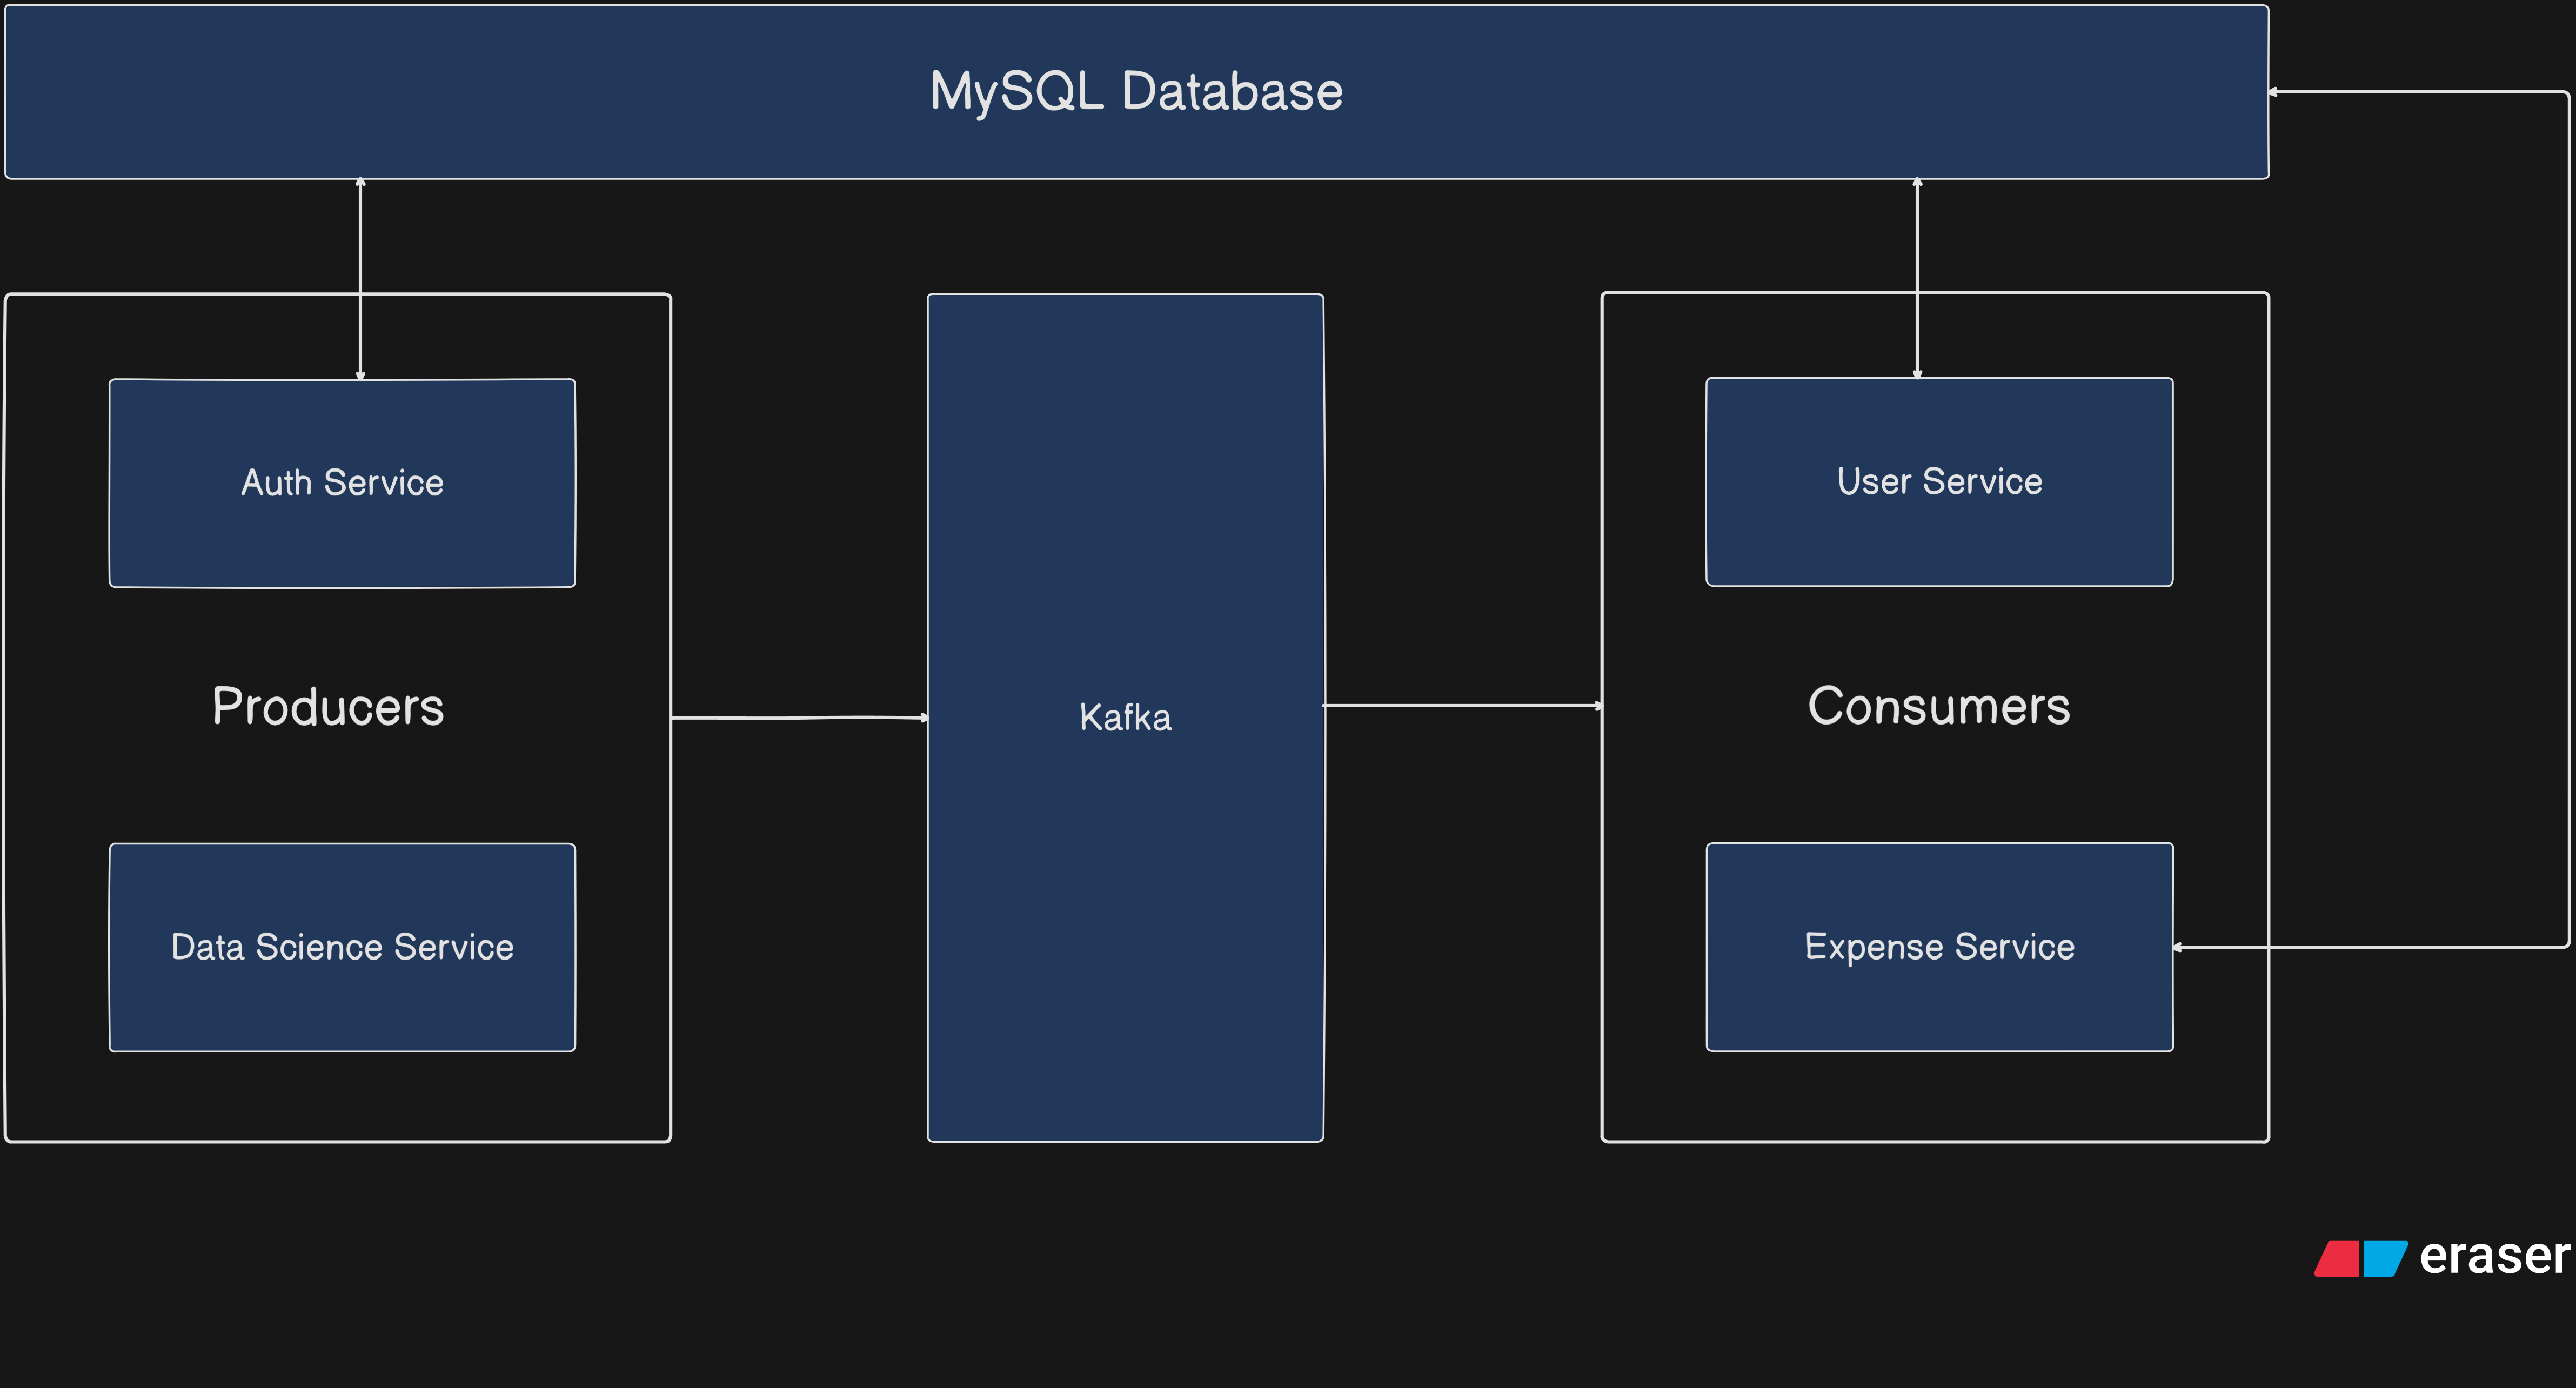 MySQL Database
Auth Service
User Service
Producers
Kafka
Consumers
Data Science Service
Expense Service
eraser